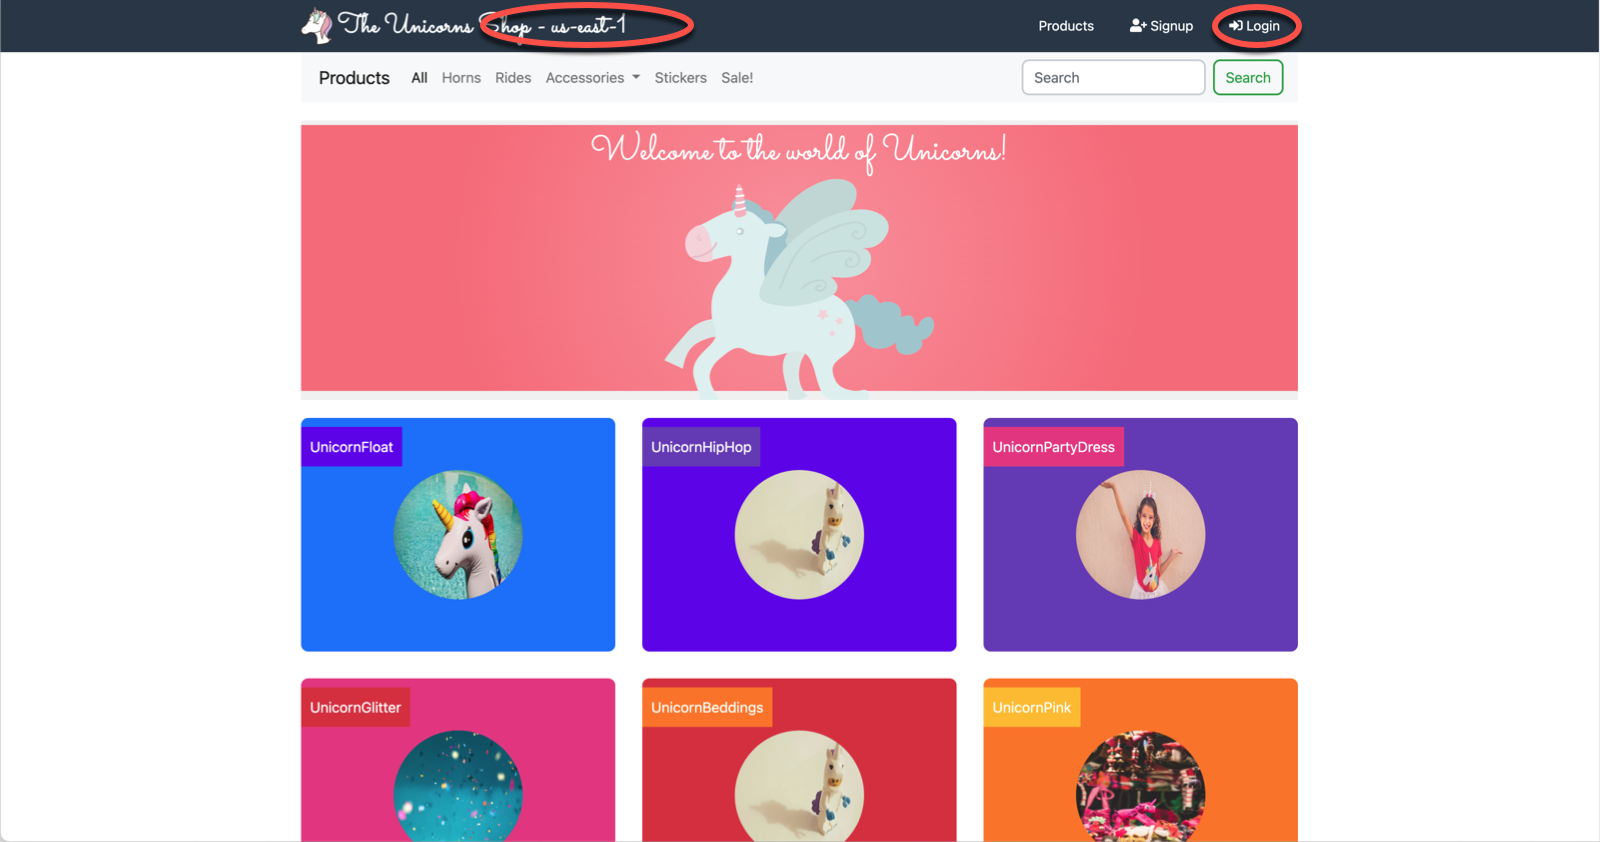 The Unicorns Shop - us-east-1
Products Signup Login
Products All Horns Rides Accessories Stickers Sale!
Search Search
Welcome to the world of Unicorns!
UnicornFloat
UnicornHipHop
UnicornPartyDress
UnicornGlitter
UnicornBeddings
UnicornPink